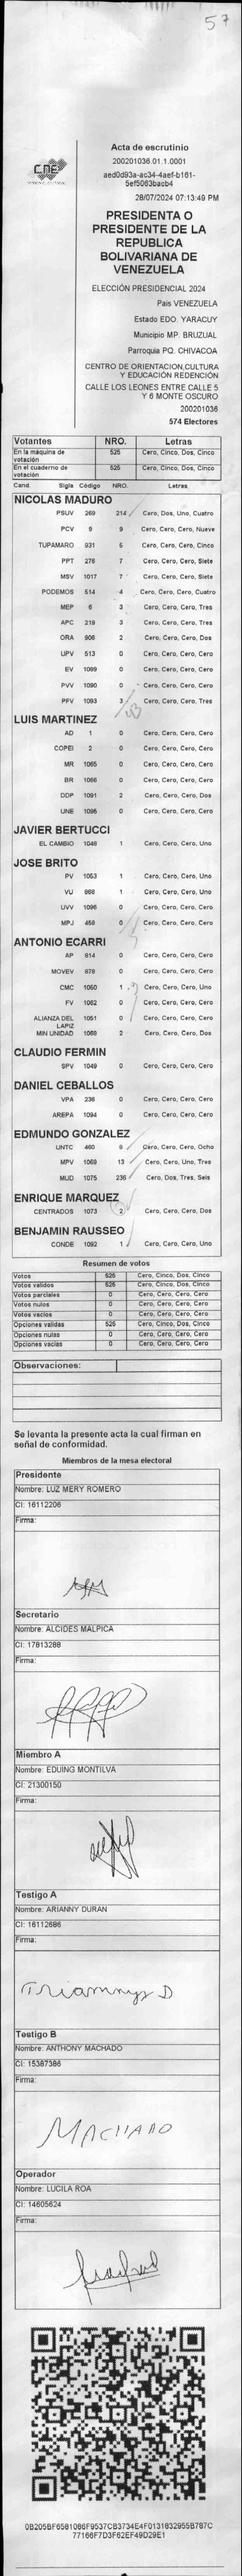 57
CNE
Acta de escrutinio
200201036.01.1.0001
aed0d93a-ac34-4aef-b161-
5ef5063bacb4
28/07/2024 07:13:49 PM
PRESIDENTA O
PRESIDENTE DE LA
REPUBLICA
BOLIVARIANA DE
VENEZUELA
ELECCIÓN PRESIDENCIAL 2024
Pais VENEZUELA
Estado EDO. YARACUY
Municipio MP. BRUZUAL
Parroquia PQ. CHIVACOA
CENTRO DE ORIENTACION,CULTURA
Y EDUCACIÓN REDENCIÓN
CALLE LOS LEONES ENTRE CALLE 5
Y 6 MONTE OSCURO
200201036
574 Electores
Votantes NRO. Letras
En la máquina de votación 525 Cero, Cinco, Dos, Cinco
En el cuaderno de votación 525 Cero, Cinco, Dos, Cinco
Cand. Sigla Código NRO. Letras
NICOLAS MADURO
PSUV 269 214 Cero, Dos, Uno, Cuatro
PCV 9 9 Cero, Cero, Cero, Nueve
TUPAMARO 931 5 Cero, Cero, Cero, Cinco
PPT 276 7 Cero, Cero, Cero, Siete
MSV 1017 7 Cero, Cero, Cero, Siete
PODEMOS 514 4 Cero, Cero, Cero, Cuatro
MEP 6 3 Cero, Cero, Cero, Tres
APC 218 3 Cero, Cero, Cero, Tres
ORA 906 2 Cero, Cero, Cero, Dos
UPV 513 0 Cero, Cero, Cero, Cero
EV 1089 0 Cero, Cero, Cero, Cero
PVV 1090 0 Cero, Cero, Cero, Cero
PFV 1093 3 Cero, Cero, Cero, Tres
43
LUIS MARTINEZ
AD 1 0 Cero, Cero, Cero, Cero
COPEI 2 0 Cero, Cero, Cero, Cero
MR 1065 0 Cero, Cero, Cero, Cero
BR 1066 0 Cero, Cero, Cero, Cero
DDP 1091 2 Cero, Cero, Cero, Dos
UNE 1095 0 Cero, Cero, Cero, Cero
JAVIER BERTUCCI
EL CAMBIO 1048 1 Cero, Cero, Cero, Uno
JOSE BRITO
PV 1053 1 Cero, Cero, Cero, Uno
VU 868 1 Cero, Cero, Cero, Uno
UVV 1096 0 Cero, Cero, Cero, Cero
MPJ 458 0 Cero, Cero, Cero, Cero
ANTONIO ECARRI
AP 814 0 Cero, Cero, Cero, Cero
MOVEV 879 0 Cero, Cero, Cero, Cero
CMC 1050 1 Cero, Cero, Cero, Uno
FV 1052 0 Cero, Cero, Cero, Cero
ALIANZA DEL LAPIZ 1051 0 Cero, Cero, Cero, Cero
MIN UNIDAD 1068 2 Cero, Cero, Cero, Dos
CLAUDIO FERMIN
SPV 1049 0 Cero, Cero, Cero, Cero
DANIEL CEBALLOS
VPA 236 0 Cero, Cero, Cero, Cero
AREPA 1094 0 Cero, Cero, Cero, Cero
EDMUNDO GONZALEZ
UNTC 460 8 Cero, Cero, Cero, Ocho
MPV 1069 13 Cero, Cero, Uno, Tres
MUD 1075 236 Cero, Dos, Tres, Seis
ENRIQUE MARQUEZ
CENTRADOS 1073 2 Cero, Cero, Cero, Dos
BENJAMIN RAUSSEO
CONDE 1092 1 Cero, Cero, Cero, Uno
Resumen de votos
Votos 525 Cero, Cinco, Dos, Cinco
Votos validos 525 Cero, Cinco, Dos, Cinco
Votos parciales 0 Cero, Cero, Cero, Cero
Votos nulos 0 Cero, Cero, Cero, Cero
Votos vacios 0 Cero, Cero, Cero, Cero
Opciones validas 525 Cero, Cinco, Dos, Cinco
Opciones nulas 0 Cero, Cero, Cero, Cero
Opciones vacias 0 Cero, Cero, Cero, Cero
Observaciones:
Se levanta la presente acta la cual firman en
señal de conformidad.
Miembros de la mesa electoral
Presidente
Nombre: LUZ MERY ROMERO
CI: 16112206
Firma:
Secretario
Nombre: ALCIDES MALPICA
CI: 17813288
Firma:
Miembro A
Nombre: EDUING MONTILVA
CI: 21300150
Firma:
Testigo A
Nombre: ARIANNY DURAN
CI: 16112686
Firma:
Testigo B
Nombre: ANTHONY MACHADO
CI: 15387386
Firma:
MACHADO
Operador
Nombre: LUCILA ROA
CI: 14605624
Firma:
0B205BF6581086F9537CB3734E4F0131632955B787C
77166F7D3F62EF49D29E1